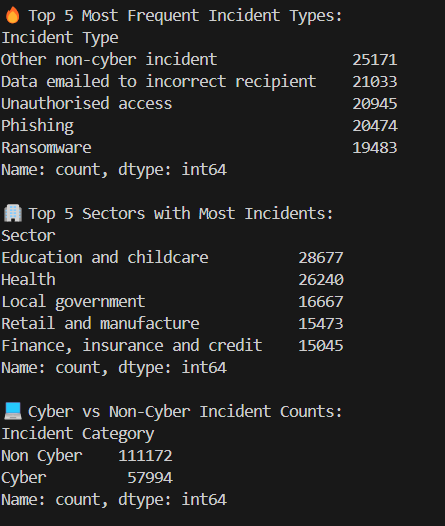 🔥 Top 5 Most Frequent Incident Types:
Incident Type
Other non-cyber incident               25171
Data emailed to incorrect recipient    21033
Unauthorised access                    20945
Phishing                               20474
Ransomware                             19483
Name: count, dtype: int64

🏢 Top 5 Sectors with Most Incidents:
Sector
Education and childcare          28677
Health                           26240
Local government                 16667
Retail and manufacture           15473
Finance, insurance and credit    15045
Name: count, dtype: int64

💻 Cyber vs Non-Cyber Incident Counts:
Incident Category
Non Cyber    111172
Cyber         57994
Name: count, dtype: int64